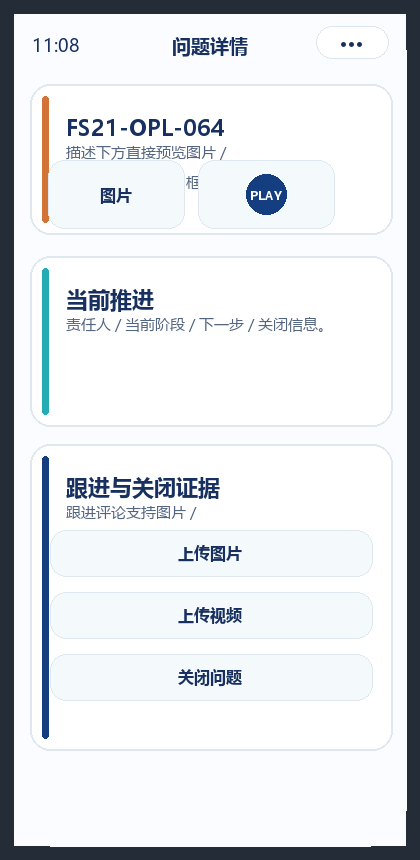 11:08 问题详情 •••
FS21-OPL-064
描述下方直接预览图片 /
框
图片 PLAY
当前推进
责任人 / 当前阶段 / 下一步 / 关闭信息。
跟进与关闭证据
跟进评论支持图片 /
上传图片
上传视频
关闭问题